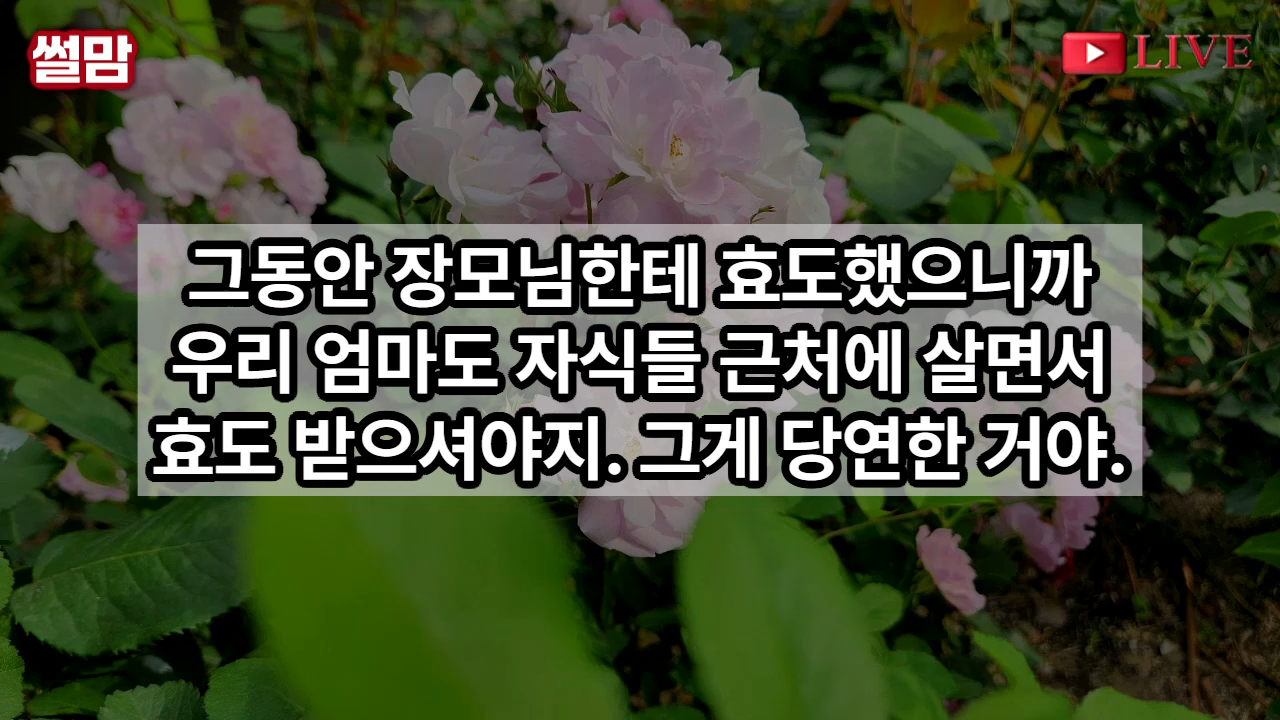 썰맘
LIVE
그동안 장모님한테 효도했으니까
우리 엄마도 자식들 근처에 살면서
효도 받으셔야지. 그게 당연한 거야.